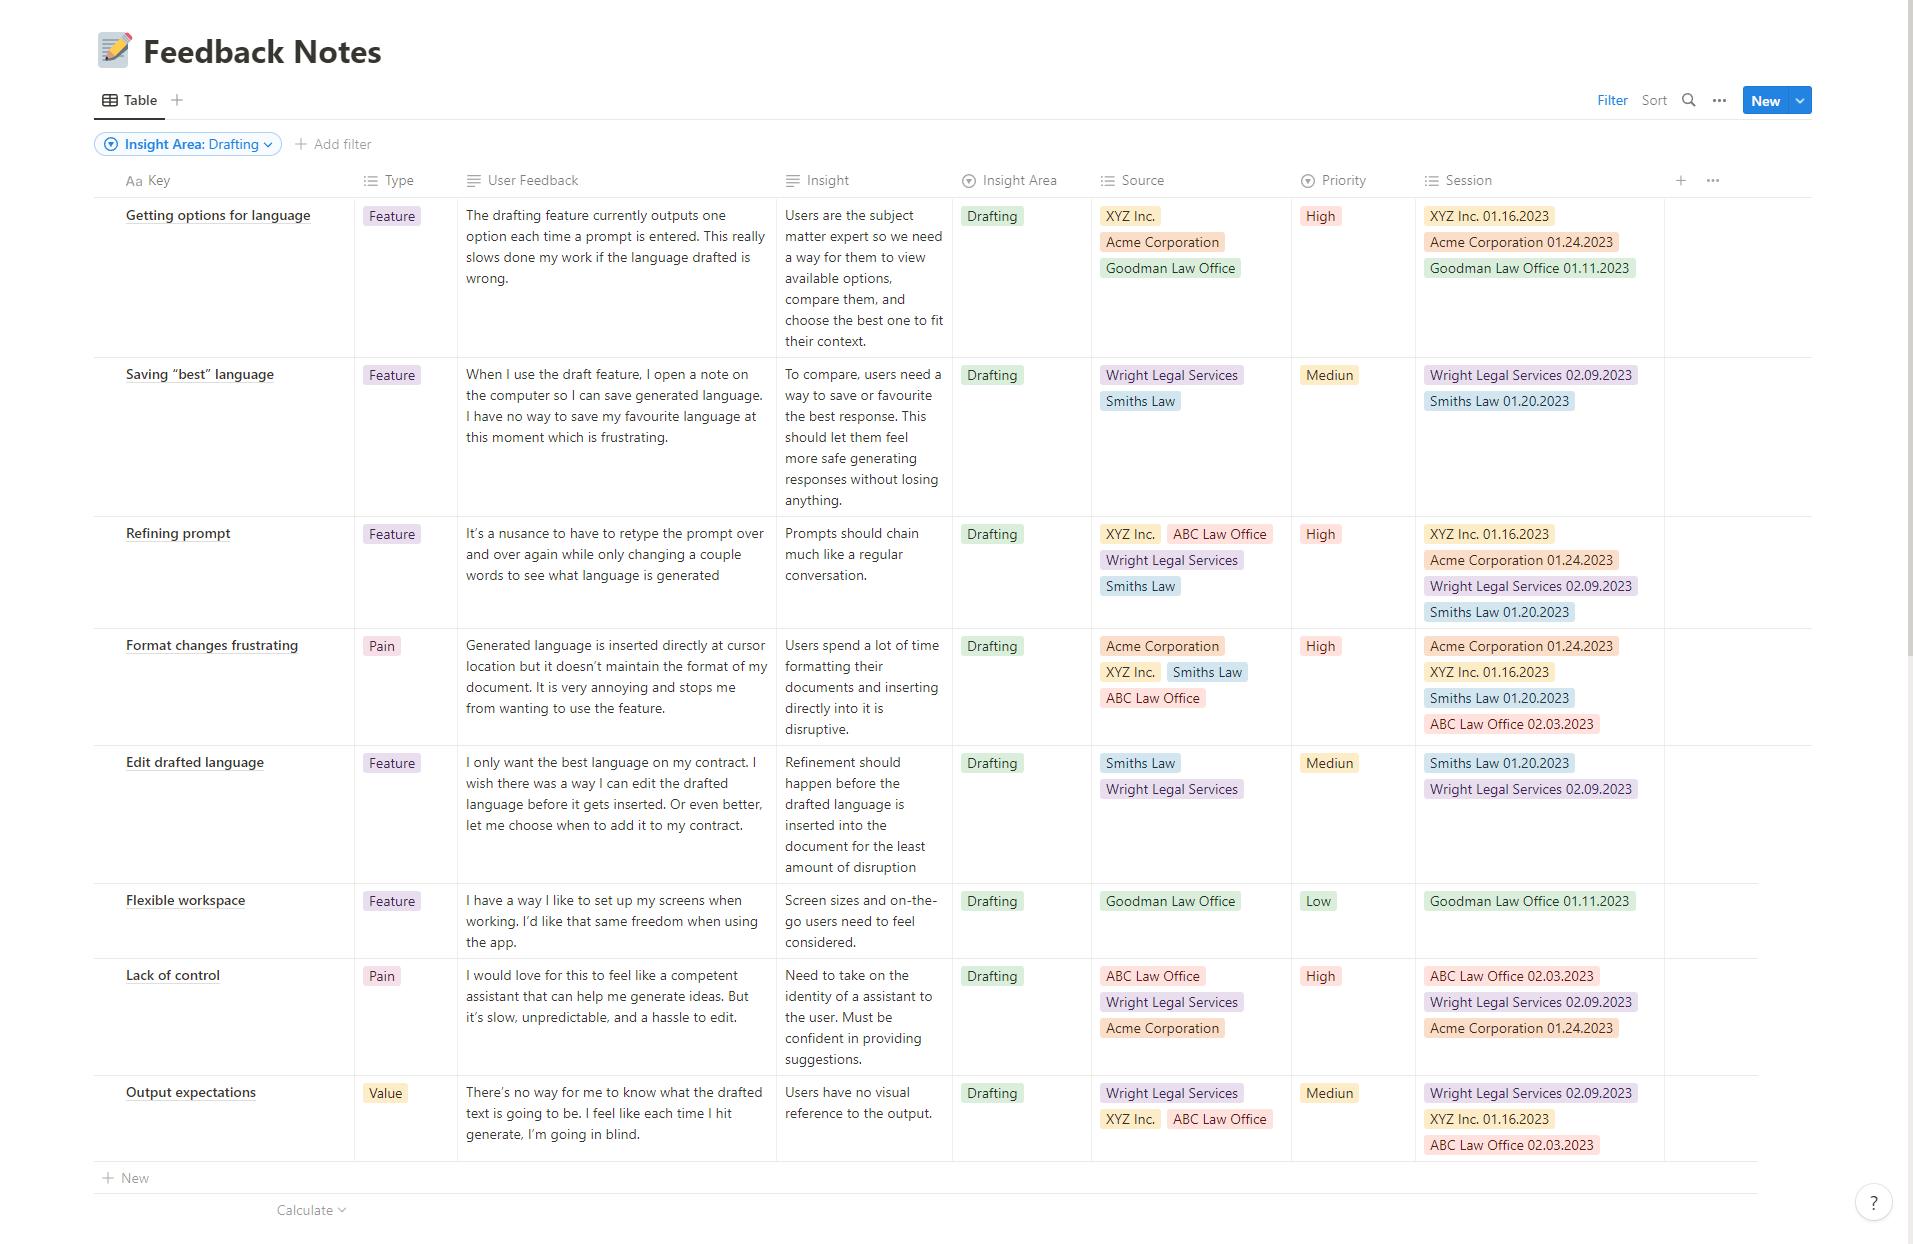 Feedback Notes
Table
Filter Sort New
Insight Area: Drafting Add filter
Aa Key Type User Feedback Insight Insight Area Source Priority Session
Getting options for language
Feature
The drafting feature currently outputs one
option each time a prompt is entered. This really
slows done my work if the language drafted is
wrong.
Users are the subject
matter expert so we need
a way for them to view
available options,
compare them, and
choose the best one to fit
their context.
Drafting
XYZ Inc.
Acme Corporation
Goodman Law Office
High
XYZ Inc. 01.16.2023
Acme Corporation 01.24.2023
Goodman Law Office 01.11.2023
Saving “best” language
Feature
When I use the draft feature, I open a note on
the computer so I can save generated language.
I have no way to save my favourite language at
this moment which is frustrating.
To compare, users need a
way to save or favourite
the best response. This
should let them feel
more safe generating
responses without losing
anything.
Drafting
Wright Legal Services
Smiths Law
Mediun
Wright Legal Services 02.09.2023
Smiths Law 01.20.2023
Refining prompt
Feature
It’s a nusance to have to retype the prompt over
and over again while only changing a couple
words to see what language is generated
Prompts should chain
much like a regular
conversation.
Drafting
XYZ Inc. ABC Law Office
Wright Legal Services
Smiths Law
High
XYZ Inc. 01.16.2023
Acme Corporation 01.24.2023
Wright Legal Services 02.09.2023
Smiths Law 01.20.2023
Format changes frustrating
Pain
Generated language is inserted directly at cursor
location but it doesn’t maintain the format of my
document. It is very annoying and stops me
from wanting to use the feature.
Users spend a lot of time
formatting their
documents and inserting
directly into it is
disruptive.
Drafting
Acme Corporation
XYZ Inc. Smiths Law
ABC Law Office
High
Acme Corporation 01.24.2023
XYZ Inc. 01.16.2023
Smiths Law 01.20.2023
ABC Law Office 02.03.2023
Edit drafted language
Feature
I only want the best language on my contract. I
wish there was a way I can edit the drafted
language before it gets inserted. Or even better,
let me choose when to add it to my contract.
Refinement should
happen before the
drafted language is
inserted into the
document for the least
amount of disruption
Drafting
Smiths Law
Wright Legal Services
Mediun
Smiths Law 01.20.2023
Wright Legal Services 02.09.2023
Flexible workspace
Feature
I have a way I like to set up my screens when
working. I’d like that same freedom when using
the app.
Screen sizes and on-the-
go users need to feel
considered.
Drafting
Goodman Law Office
Low
Goodman Law Office 01.11.2023
Lack of control
Pain
I would love for this to feel like a competent
assistant that can help me generate ideas. But
it’s slow, unpredictable, and a hassle to edit.
Need to take on the
identity of a assistant to
the user. Must be
confident in providing
suggestions.
Drafting
ABC Law Office
Wright Legal Services
Acme Corporation
High
ABC Law Office 02.03.2023
Wright Legal Services 02.09.2023
Acme Corporation 01.24.2023
Output expectations
Value
There’s no way for me to know what the drafted
text is going to be. I feel like each time I hit
generate, I’m going in blind.
Users have no visual
reference to the output.
Drafting
Wright Legal Services
XYZ Inc. ABC Law Office
Mediun
Wright Legal Services 02.09.2023
XYZ Inc. 01.16.2023
ABC Law Office 02.03.2023
New
Calculate
?